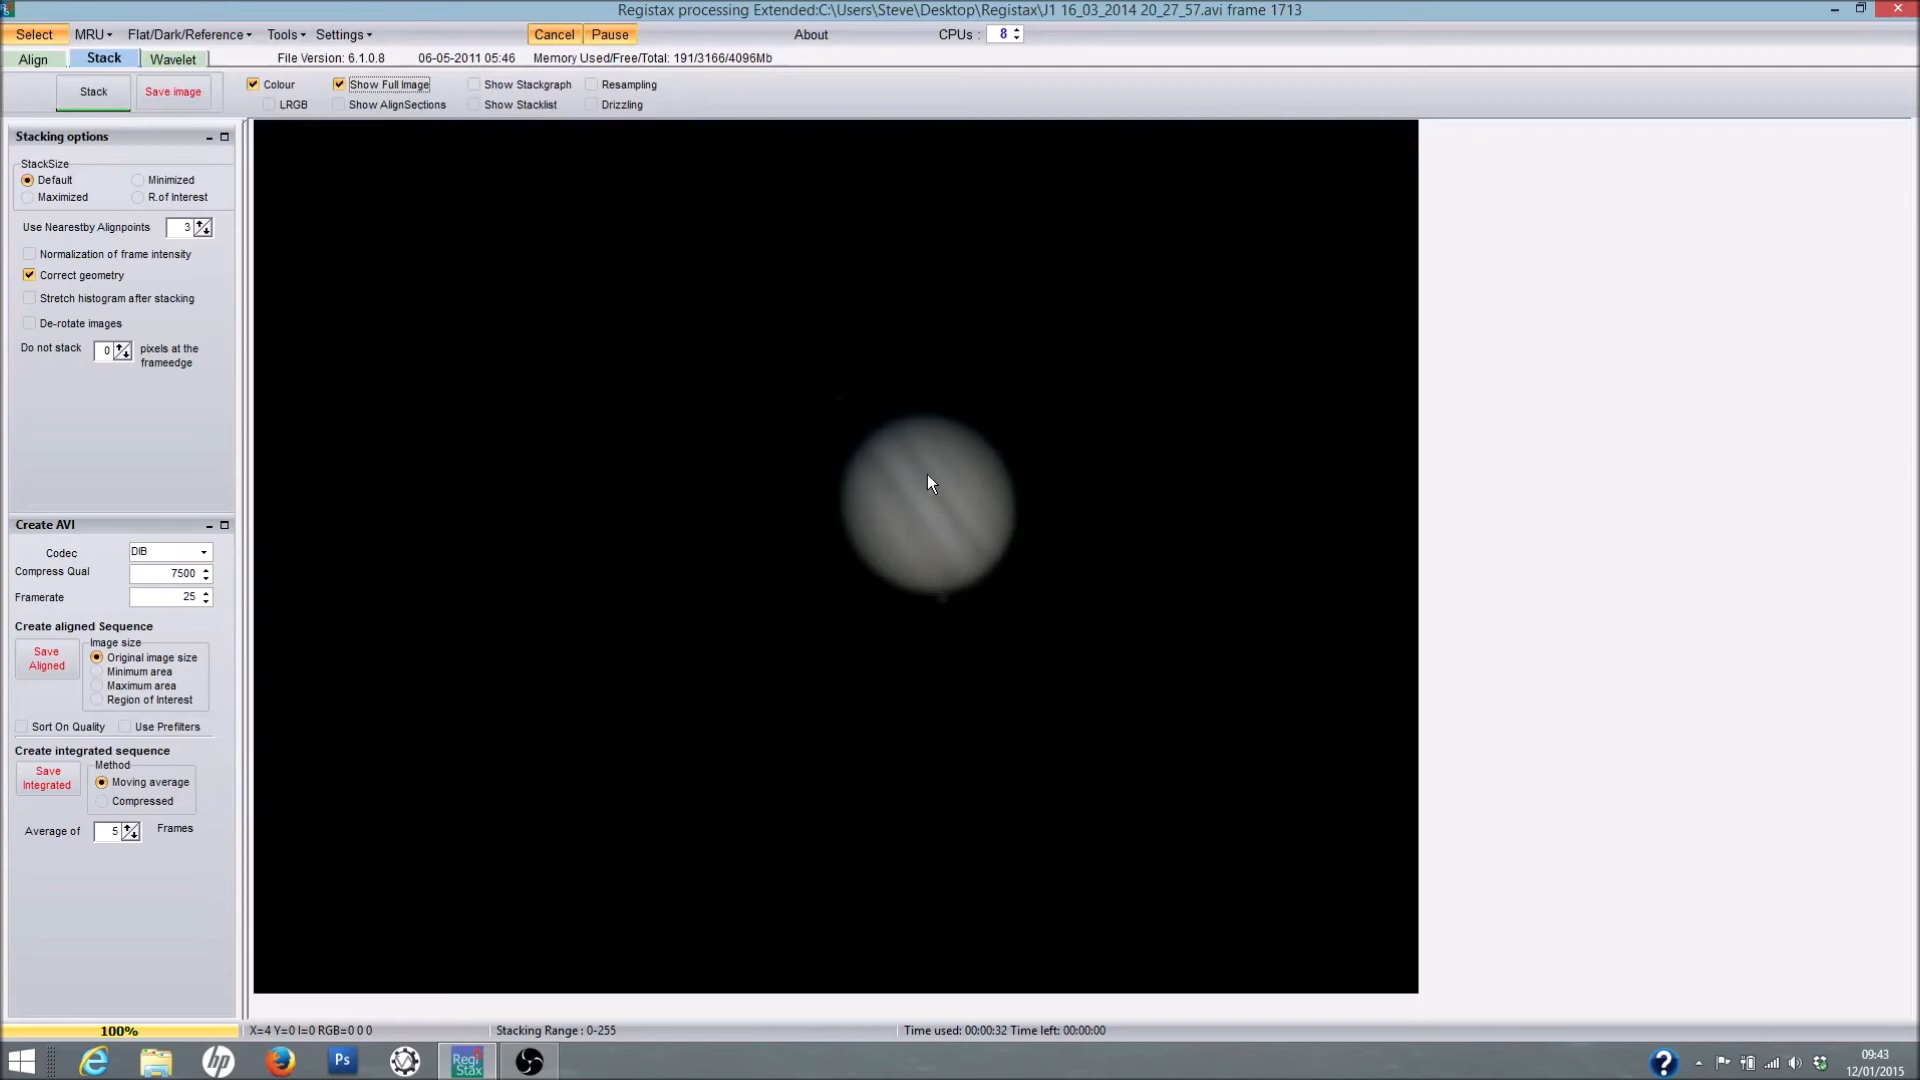 Registax processing Extended:C:\Users\Steve\Desktop\Registax\J1 16_03_2014 20_27_57.avi frame 1713
Select MRU Flat/Dark/Reference Tools Settings Cancel Pause About CPUs : 8
Align Stack Wavelet File Version: 6.1.0.8 06-05-2011 05:46 Memory Used/Free/Total: 191/3166/4096Mb
Stack Save image Colour Show Full Image Show Stackgraph Resampling
LRGB Show AlignSections Show Stacklist Drizzling
Stacking options
StackSize
Default Minimized
Maximized R.of Interest
Use Nearestby Alignpoints 3
Normalization of frame intensity
Correct geometry
Stretch histogram after stacking
De-rotate images
Do not stack 0 pixels at the
frameedge
Create AVI
Codec DIB
Compress Qual 7500
Framerate 25
Create aligned Sequence
Image size
Save
Aligned
Original image size
Minimum area
Maximum area
Region of Interest
Sort On Quality Use Prefilters
Create integrated sequence
Method
Save
Integrated
Moving average
Compressed
Average of 5 Frames
100% X=4 Y=0 I=0 RGB=0 0 0 Stacking Range : 0-255 Time used: 00:00:32 Time left: 00:00:00
hp Ps Regi
Stax
09:43
12/01/2015